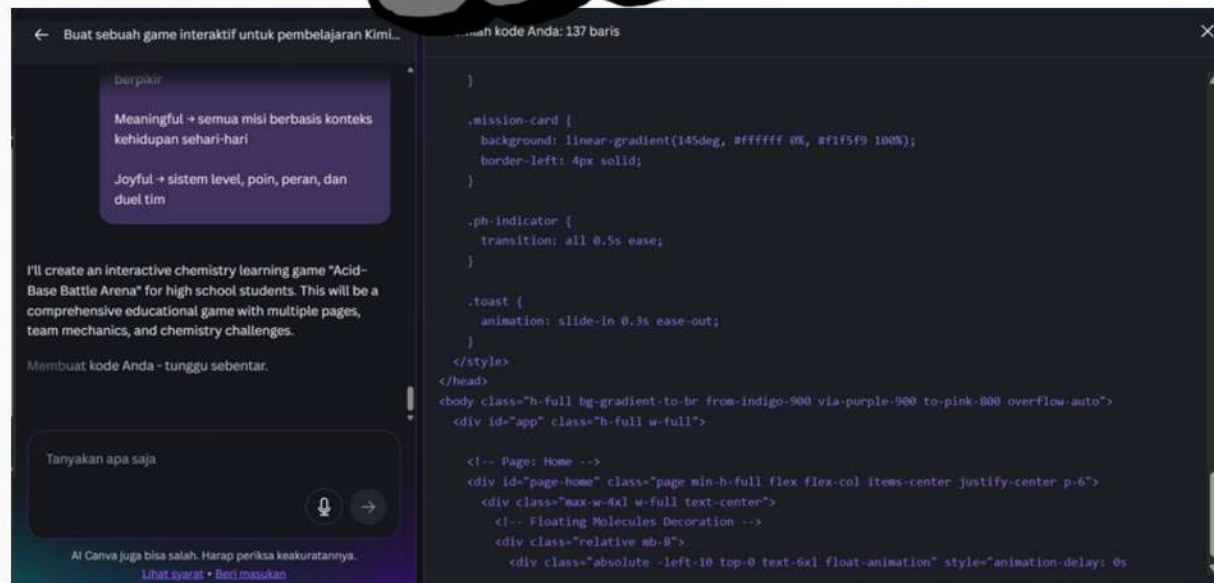 ← Buat sebuah game interaktif untuk pembelajaran Kimi...
berpikir
Meaningful → semua misi berbasis konteks
kehidupan sehari-hari
Joyful → sistem level, poin, peran, dan
duel tim
I'll create an interactive chemistry learning game "Acid-
Base Battle Arena" for high school students. This will be a
comprehensive educational game with multiple pages,
team mechanics, and chemistry challenges.
Membuat kode Anda - tunggu sebentar.
Tanyakan apa saja
AI Canva juga bisa salah. Harap periksa keakuratannya.
Lihat syarat • Beri masukan
kode Anda: 137 baris
}
.mission-card {
background: linear-gradient(145deg, #ffffff 0%, #f1f5f9 100%);
border-left: 4px solid;
}
.ph-indicator {
transition: all 0.5s ease;
}
.toast {
animation: slide-in 0.3s ease-out;
}
</style>
</head>
<body class="h-full bg-gradient-to-br from-indigo-900 via-purple-900 to-pink-800 overflow-auto">
<div id="app" class="h-full w-full">
<!-- Page: Home -->
<div id="page-home" class="page min-h-full flex flex-col items-center justify-center p-6">
<div class="max-w-4xl w-full text-center">
<!-- Floating Molecules Decoration -->
<div class="relative mb-8">
<div class="absolute -left-10 top-0 text-6xl float-animation" style="animation-delay: 0s